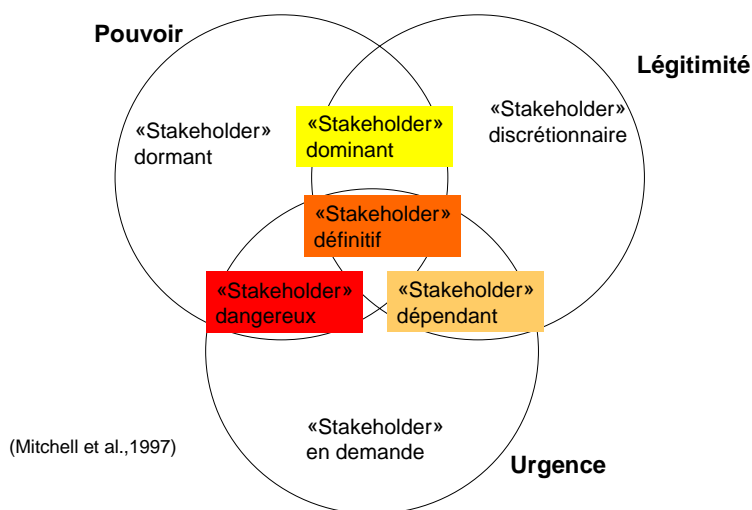 Pouvoir
Légitimité
«Stakeholder»
dormant
«Stakeholder»
dominant
«Stakeholder»
discrétionnaire
«Stakeholder»
définitif
«Stakeholder»
dangereux
«Stakeholder»
dépendant
«Stakeholder»
en demande
(Mitchell et al.,1997)
Urgence